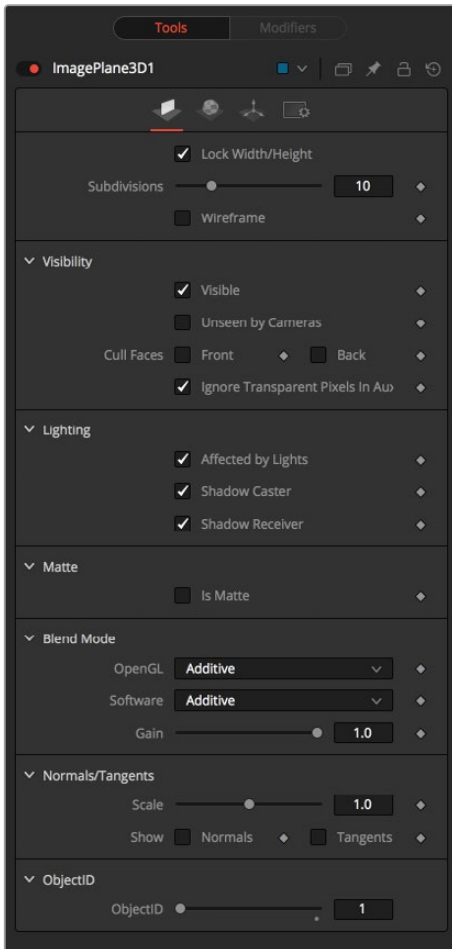 Tools Modifiers
ImagePlane3D1
Lock Width/Height
Subdivisions 10
Wireframe
Visibility
Visible
Unseen by Cameras
Cull Faces Front Back
Ignore Transparent Pixels In Aux
Lighting
Affected by Lights
Shadow Caster
Shadow Receiver
Matte
Is Matte
Blend Mode
OpenGL Additive
Software Additive
Gain 1.0
Normals/Tangents
Scale 1.0
Show Normals Tangents
ObjectID
ObjectID 1